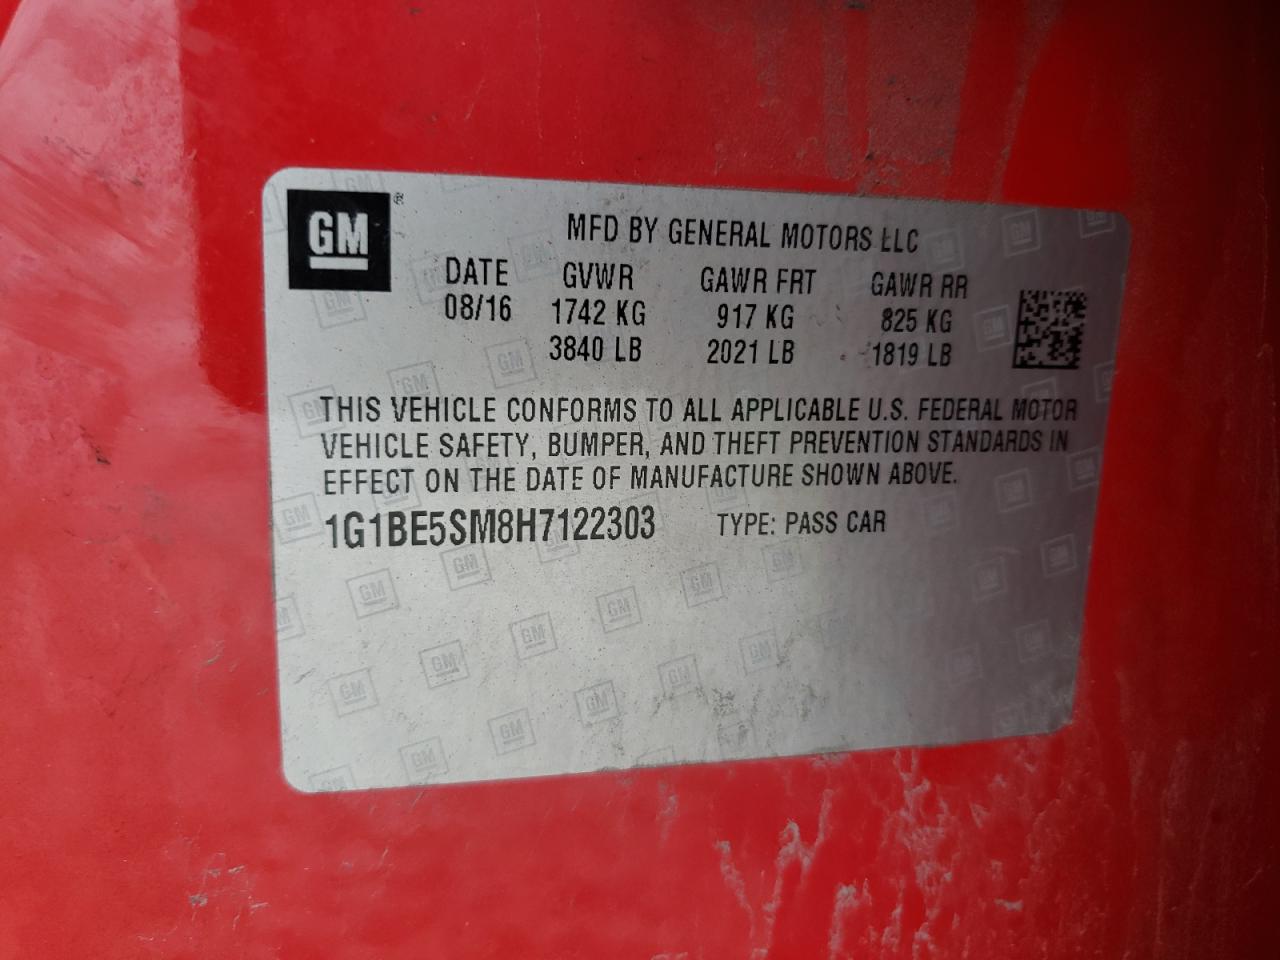 GM®
MFD BY GENERAL MOTORS LLC
DATE GVWR GAWR FRT GAWR RR
08/16 1742 KG 917 KG 825 KG
3840 LB 2021 LB 1819 LB
THIS VEHICLE CONFORMS TO ALL APPLICABLE U.S. FEDERAL MOTOR
VEHICLE SAFETY, BUMPER, AND THEFT PREVENTION STANDARDS IN
EFFECT ON THE DATE OF MANUFACTURE SHOWN ABOVE.
1G1BE5SM8H7122303 TYPE: PASS CAR